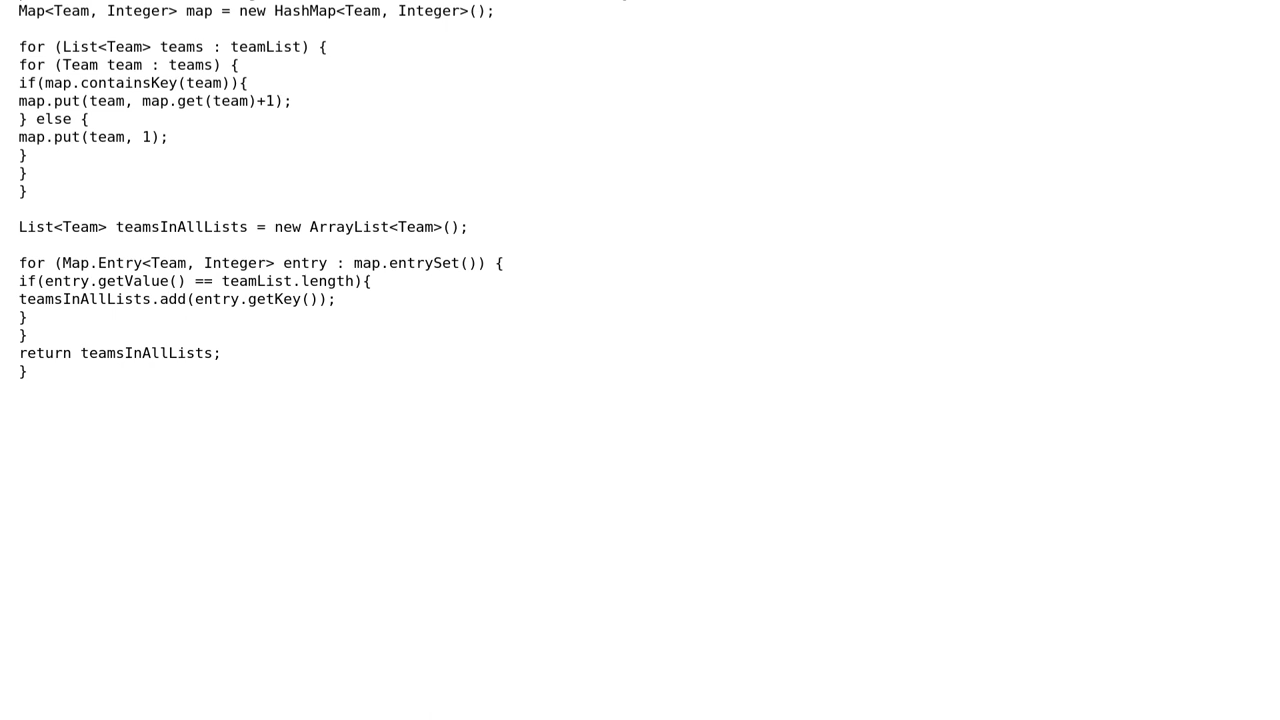 Map<Team, Integer> map = new HashMap<Team, Integer>();
for (List<Team> teams : teamList) {
for (Team team : teams) {
if(map.containsKey(team)){
map.put(team, map.get(team)+1);
} else {
map.put(team, 1);
}
}
}
List<Team> teamsInAllLists = new ArrayList<Team>();
for (Map.Entry<Team, Integer> entry : map.entrySet()) {
if(entry.getValue() == teamList.length){
teamsInAllLists.add(entry.getKey());
}
}
return teamsInAllLists;
}